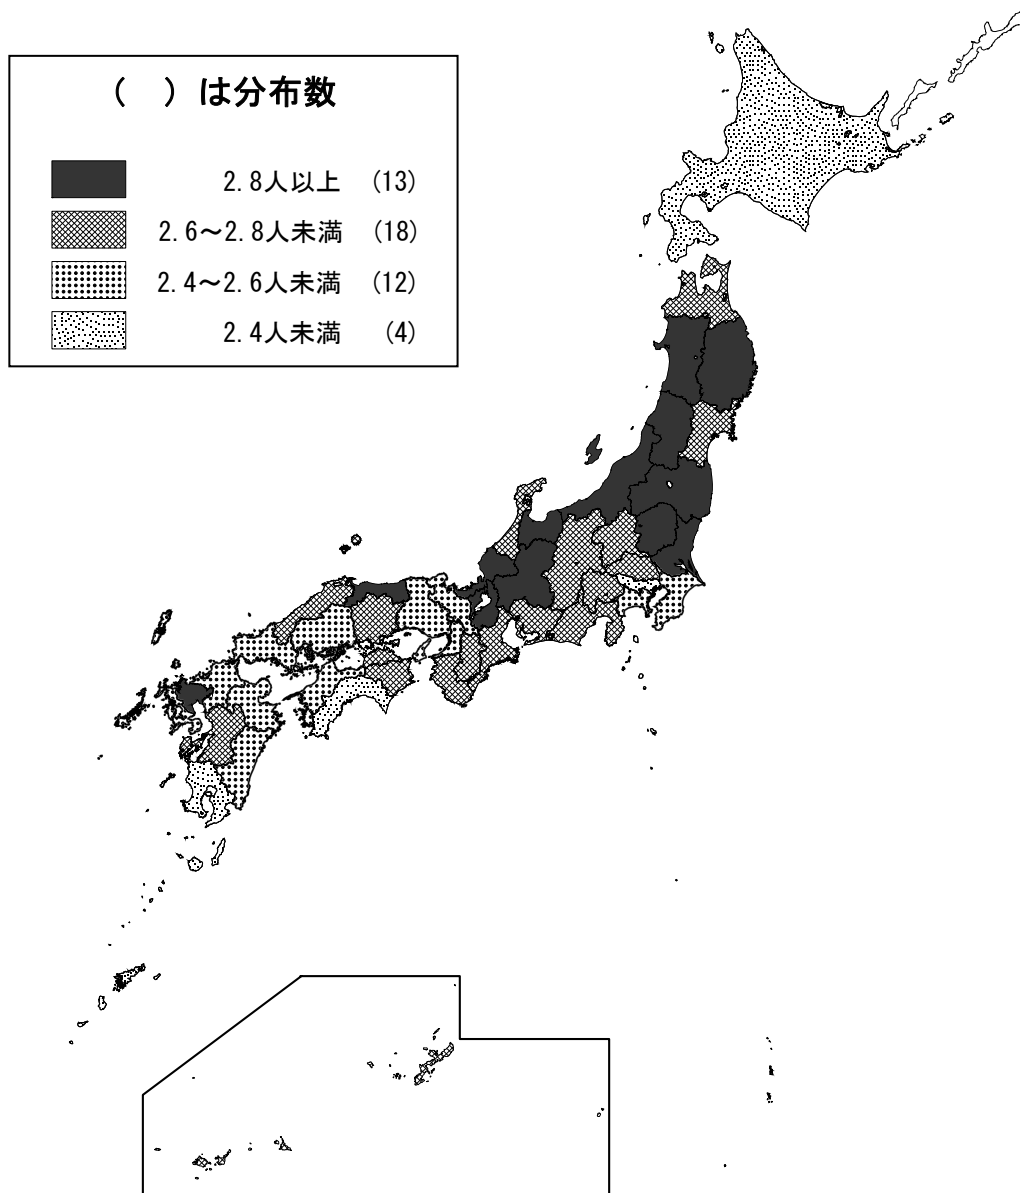 （　）は分布数
2.8人以上 (13)
2.6～2.8人未満 (18)
2.4～2.6人未満 (12)
2.4人未満 (4)